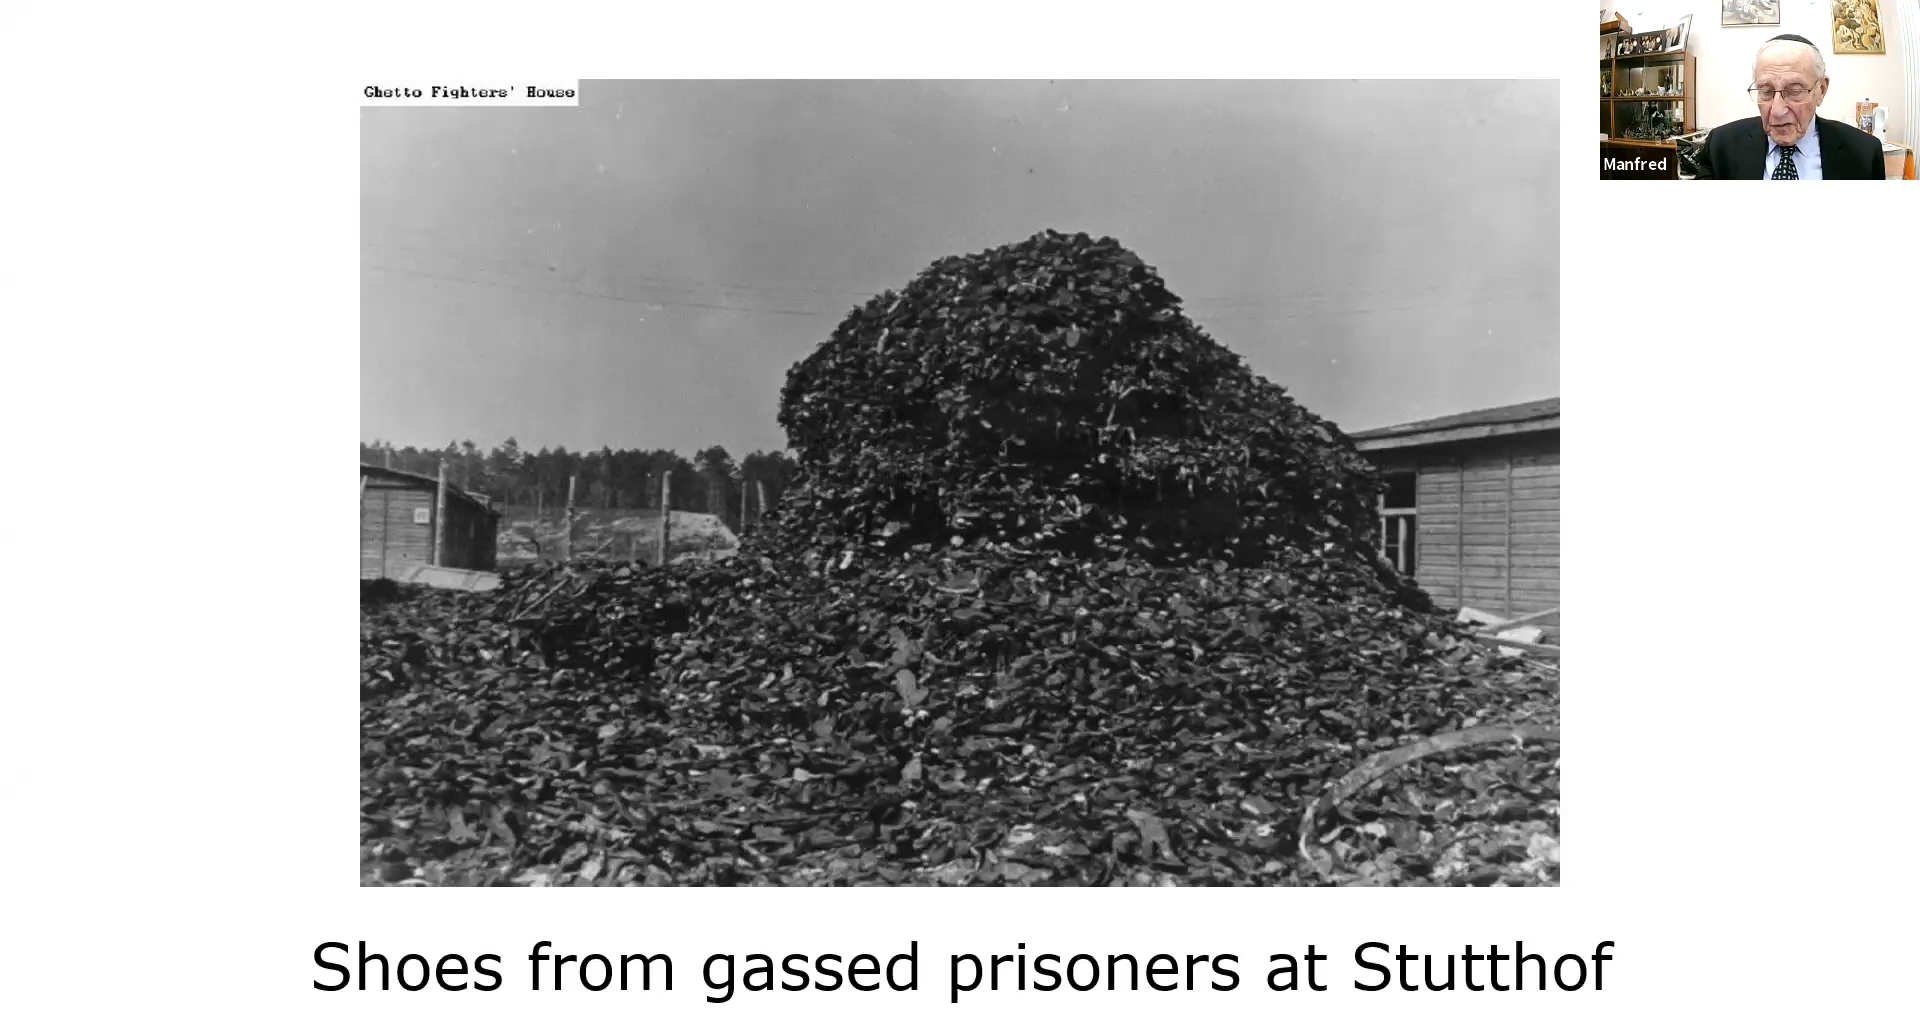 Ghetto Fighters' House
Manfred
Shoes from gassed prisoners at Stutthof